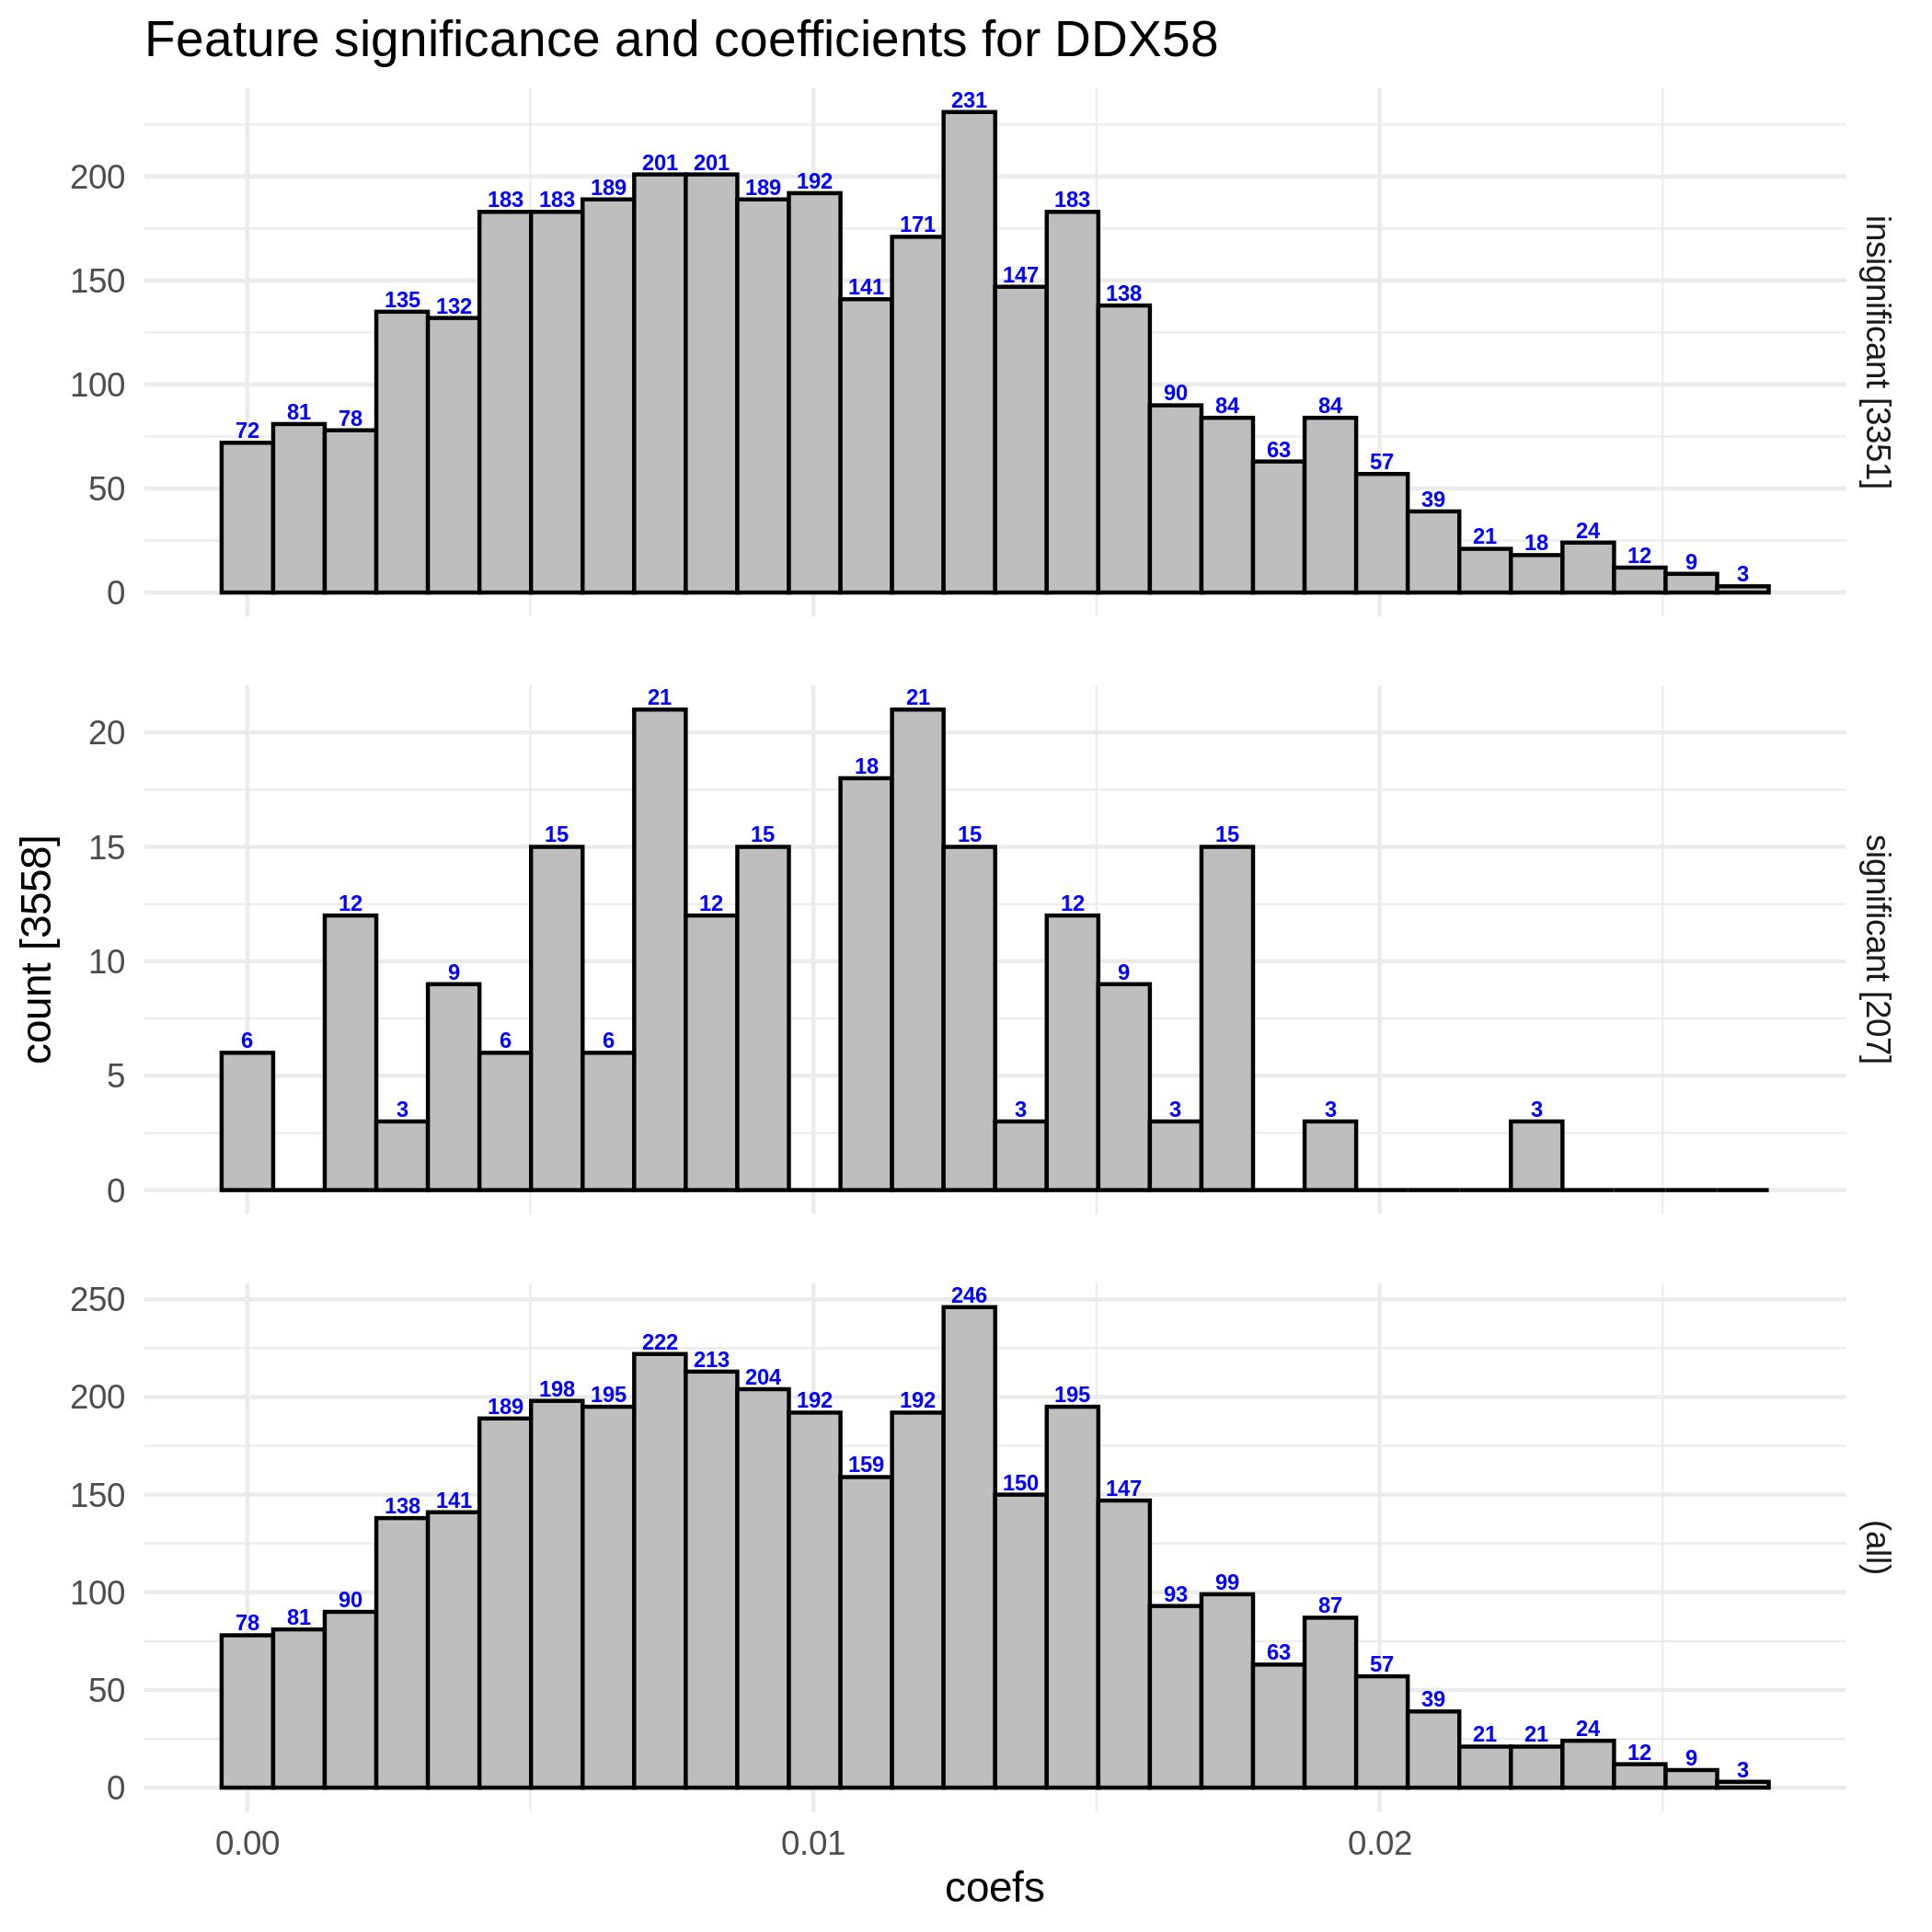 Feature significance and coefficients for DDX58
231
201 201
200
189 189 192
183 183 183
171
150
147
141 138
135 132
100
90 84 84
72 81 78
63 57
50
39
21 18 24 12 9 3
0
insignificant [3351]
21 21
20
18
15 15 15 15
15
12 12 12
10
9 9
6 6 6
5
3 3 3 3 3
0
significant [207]
count [3558]
250
246
222 213 204
200
189 198 195 192 192 195
159
150
150 147
138 141
100
93 99 87
78 81 90
63 57
50
39
21 21 24 12 9 3
0
(all)
0.00 0.01 0.02
coefs